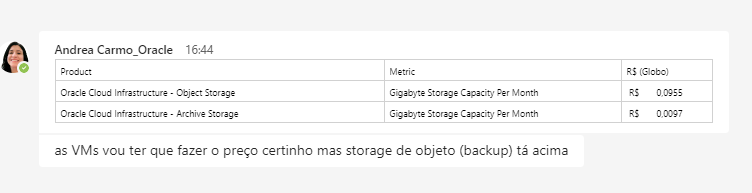 Andrea Carmo_Oracle 16:44
Product Metric R$ (Globo)
Oracle Cloud Infrastructure - Object Storage Gigabyte Storage Capacity Per Month R$ 0,0955
Oracle Cloud Infrastructure - Archive Storage Gigabyte Storage Capacity Per Month R$ 0,0097
as VMs vou ter que fazer o preço certinho mas storage de objeto (backup) tá acima